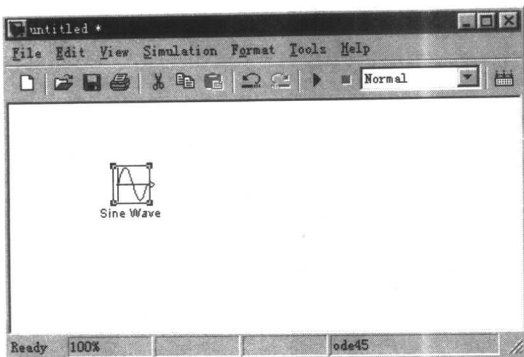 untitled *
File Edit View Simulation Format Tools Help
Normal
Sine Wave
Ready 100% ode45